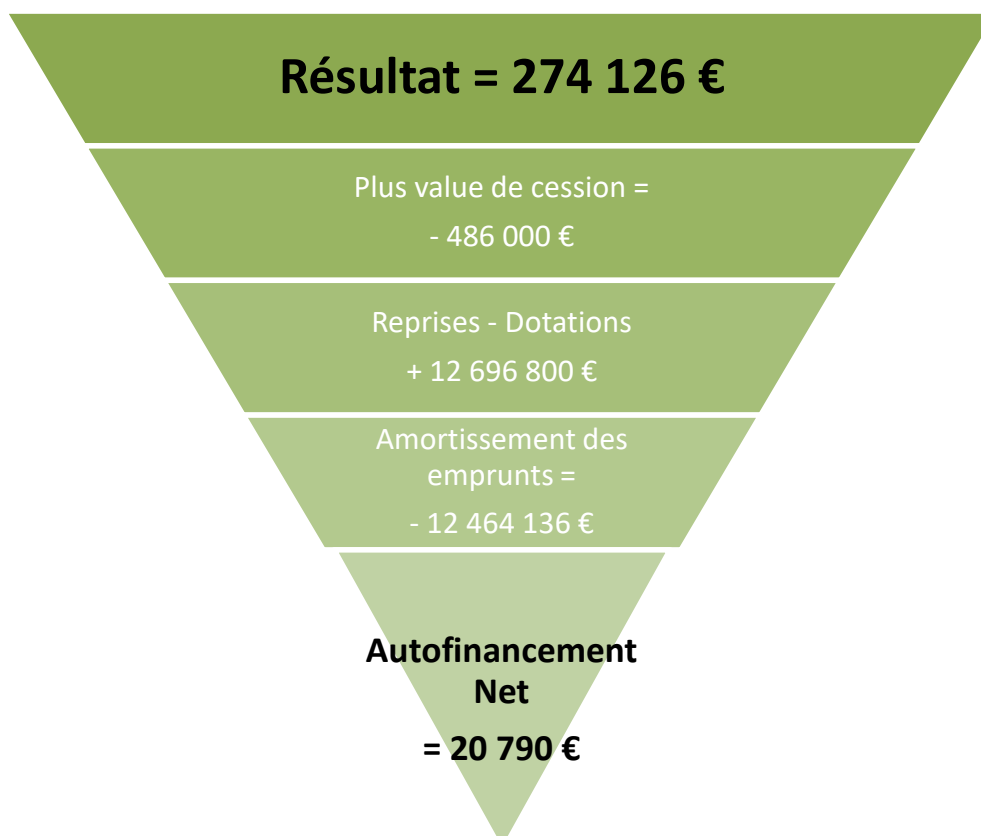 Résultat = 274 126 €
Plus value de cession =
- 486 000 €
Reprises - Dotations
+ 12 696 800 €
Amortissement des
emprunts =
- 12 464 136 €
Autofinancement
Net
= 20 790 €